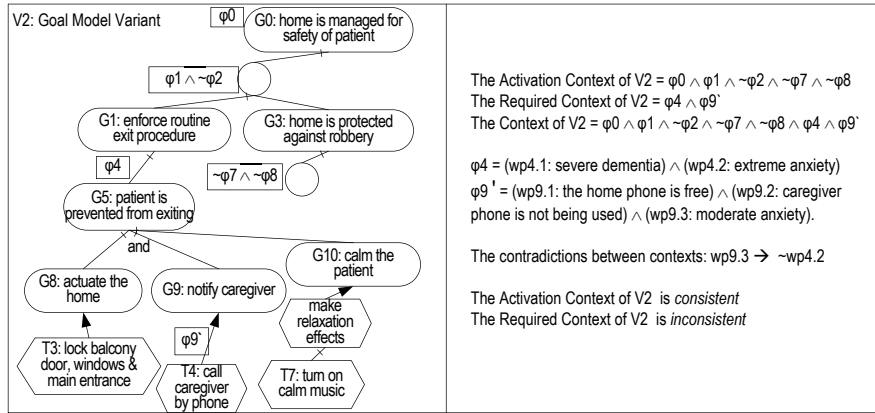 V2: Goal Model Variant
φ0
G0: home is managed for
safety of patient
φ1 ∧ ~φ2
G1: enforce routine
exit procedure
G3: home is protected
against robbery
φ4
~φ7 ∧ ~φ8
G5: patient is
prevented from exiting
and
G8: actuate the
home
G9: notify caregiver
G10: calm the
patient
make
relaxation
effects
T3: lock balcony
door, windows &
main entrance
φ9`
T4: call
caregiver
by phone
T7: turn on
calm music
The Activation Context of V2 = φ0 ∧ φ1 ∧ ~φ2 ∧ ~φ7 ∧ ~φ8
The Required Context of V2 = φ4 ∧ φ9`
The Context of V2 = φ0 ∧ φ1 ∧ ~φ2 ∧ ~φ7 ∧ ~φ8 ∧ φ4 ∧ φ9`
φ4 = (wp4.1: severe dementia) ∧ (wp4.2: extreme anxiety)
φ9 ' = (wp9.1: the home phone is free) ∧ (wp9.2: caregiver
phone is not being used) ∧ (wp9.3: moderate anxiety).
The contradictions between contexts: wp9.3 → ~wp4.2
The Activation Context of V2 is consistent
The Required Context of V2 is inconsistent